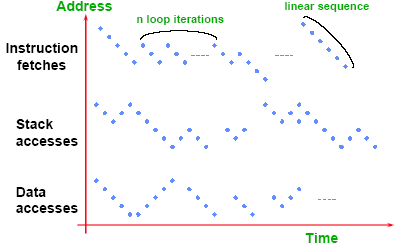 Address
linear sequence
n loop iterations
Instruction
fetches
Stack
accesses
Data
accesses
Time